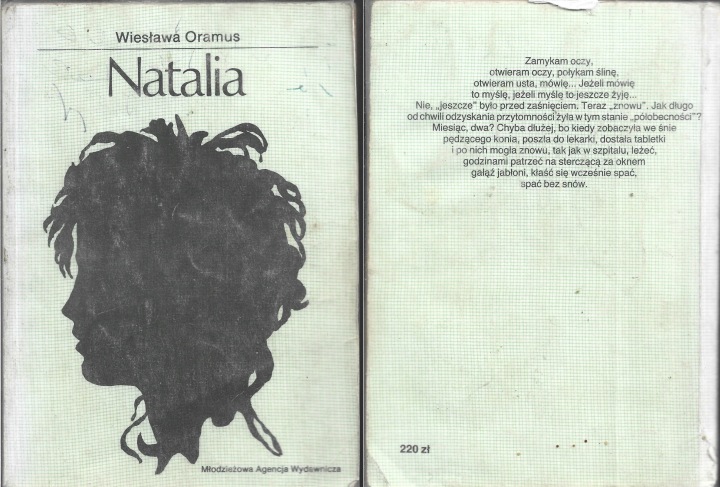 Wiesława Oramus
Natalia
Młodzieżowa Agencja Wydawnicza
Zamykam oczy,
otwieram oczy, połykam ślinę,
otwieram usta, mówię... Jeżeli mówię
to myślę, jeżeli myślę to jeszcze żyję...
Nie, „jeszcze” było przed zaśnięciem. Teraz „znowu”. Jak długo
od chwili odzyskania przytomności żyła w tym stanie „półobecności”?
Miesiąc, dwa? Chyba dłużej, bo kiedy zobaczyła we śnie
pędzącego konia, poszła do lekarki, dostała tabletki
i po nich mogła znowu, tak jak w szpitalu, leżeć,
godzinami patrzeć na sterczącą za oknem
gałąź jabłoni, kłaść się wcześnie spać,
spać bez snów.
220 zł